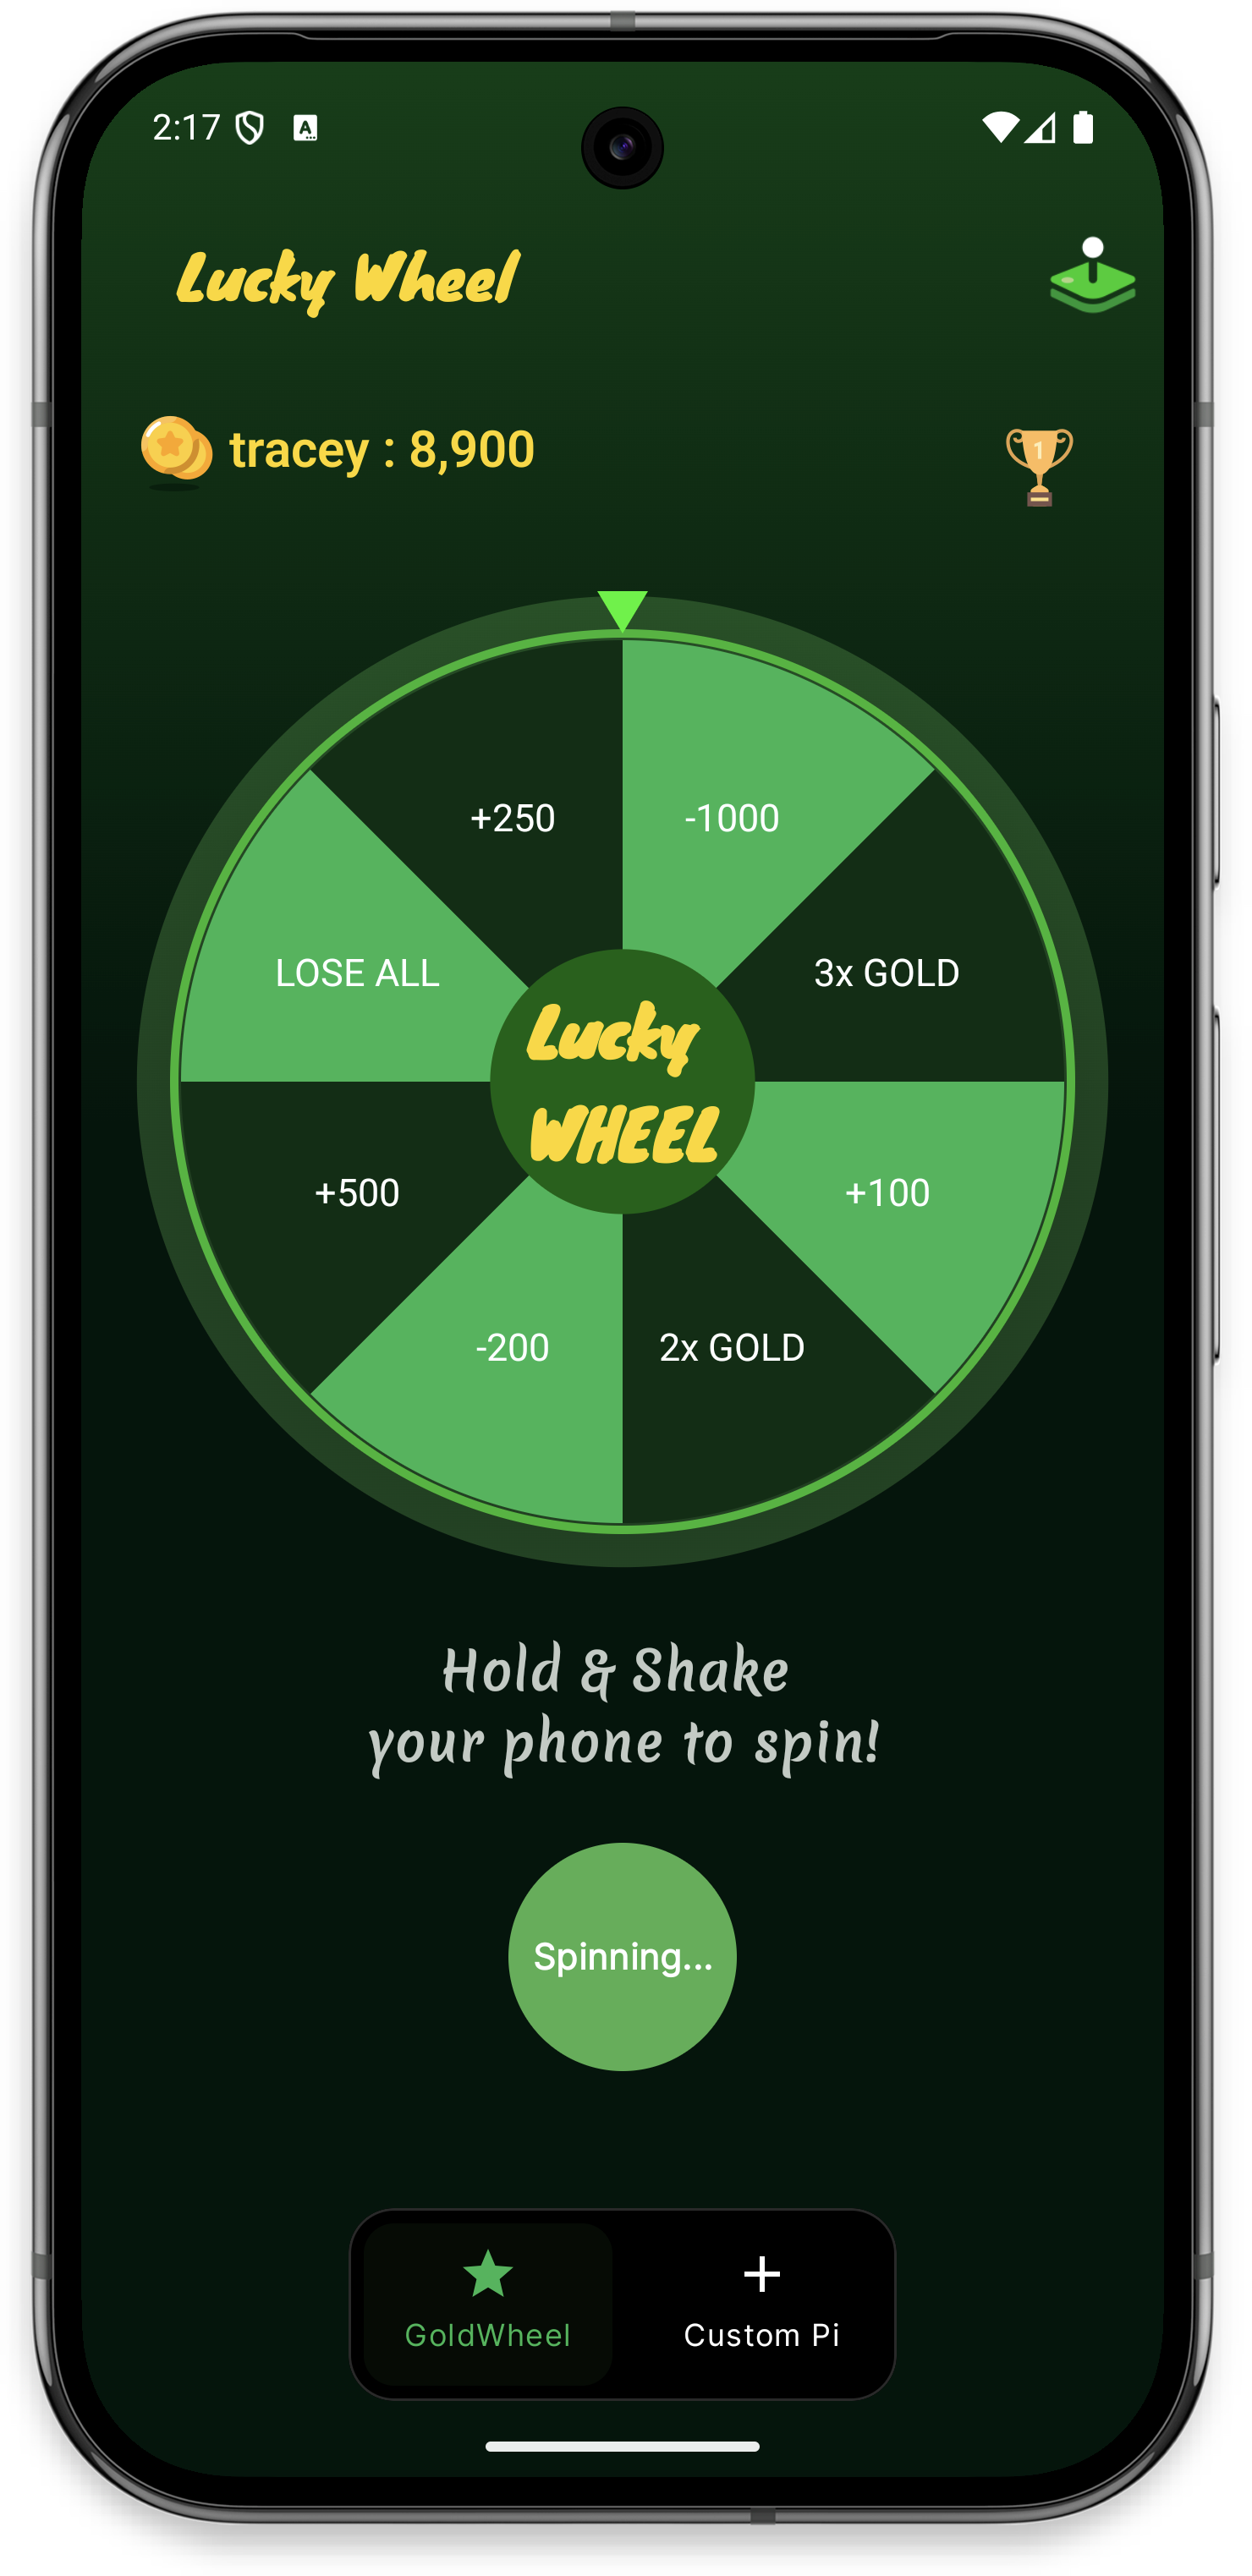 2:17
A
Lucky Wheel
tracey : 8,900
1
+250
-1000
LOSE ALL
3x GOLD
Lucky
WHEEL
+500
+100
-200
2x GOLD
Hold & Shake
your phone to spin!
Spinning...
GoldWheel
Custom Pi